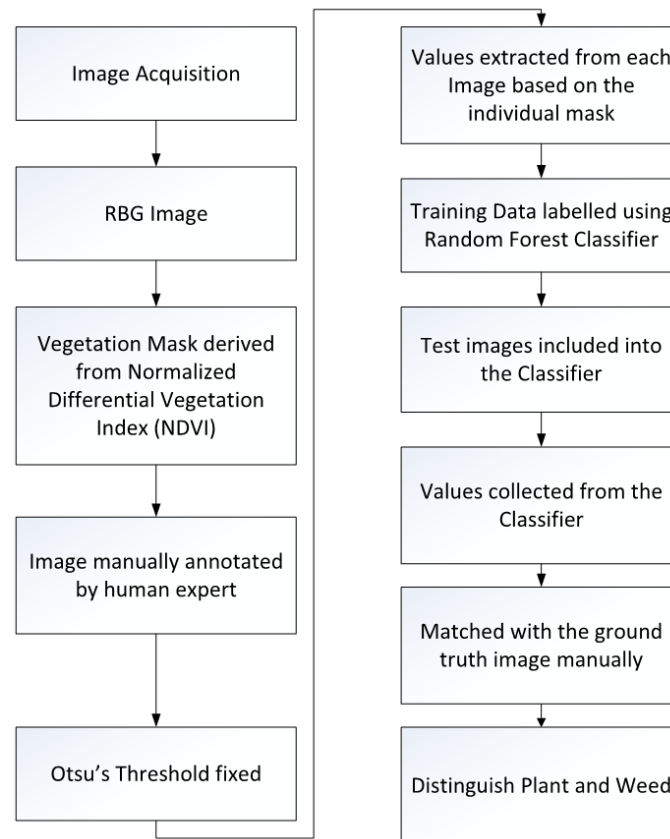 Image Acquisition
RBG Image
Vegetation Mask derived
from Normalized
Differential Vegetation
Index (NDVI)
Image manually annotated
by human expert
Otsu's Threshold fixed
Values extracted from each
Image based on the
individual mask
Training Data labelled using
Random Forest Classifier
Test images included into
the Classifier
Values collected from the
Classifier
Matched with the ground
truth image manually
Distinguish Plant and Weed